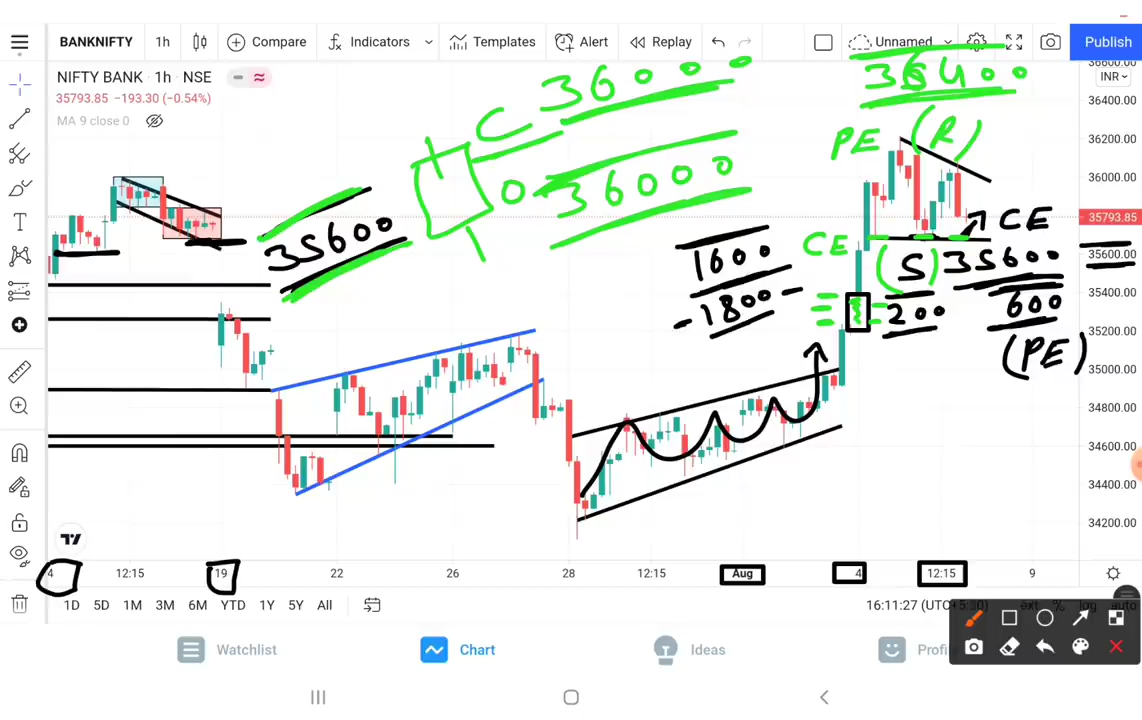 BANKNIFTY 1h Compare Indicators Templates Alert Replay Unnamed Publish
NIFTY BANK · 1h · NSE
35793.85 −193.30 (−0.54%)
MA 9 close 0
INR
36600.00
36400.00
36200.00
36000.00
35793.85
35600.00
35400.00
35200.00
35000.00
34800.00
34600.00
34400.00
34200.00
C 36000
O 36000
36400
PE (R)
35600
CE
CE
(S) 35600
1600
-1800-
200
600
(PE)
4 12:15 19 22 26 28 12:15 Aug 4 12:15 9
1D 5D 1M 3M 6M YTD 1Y 5Y All
16:11:27 (UTC+5:30) ext % log auto
Watchlist Chart Ideas